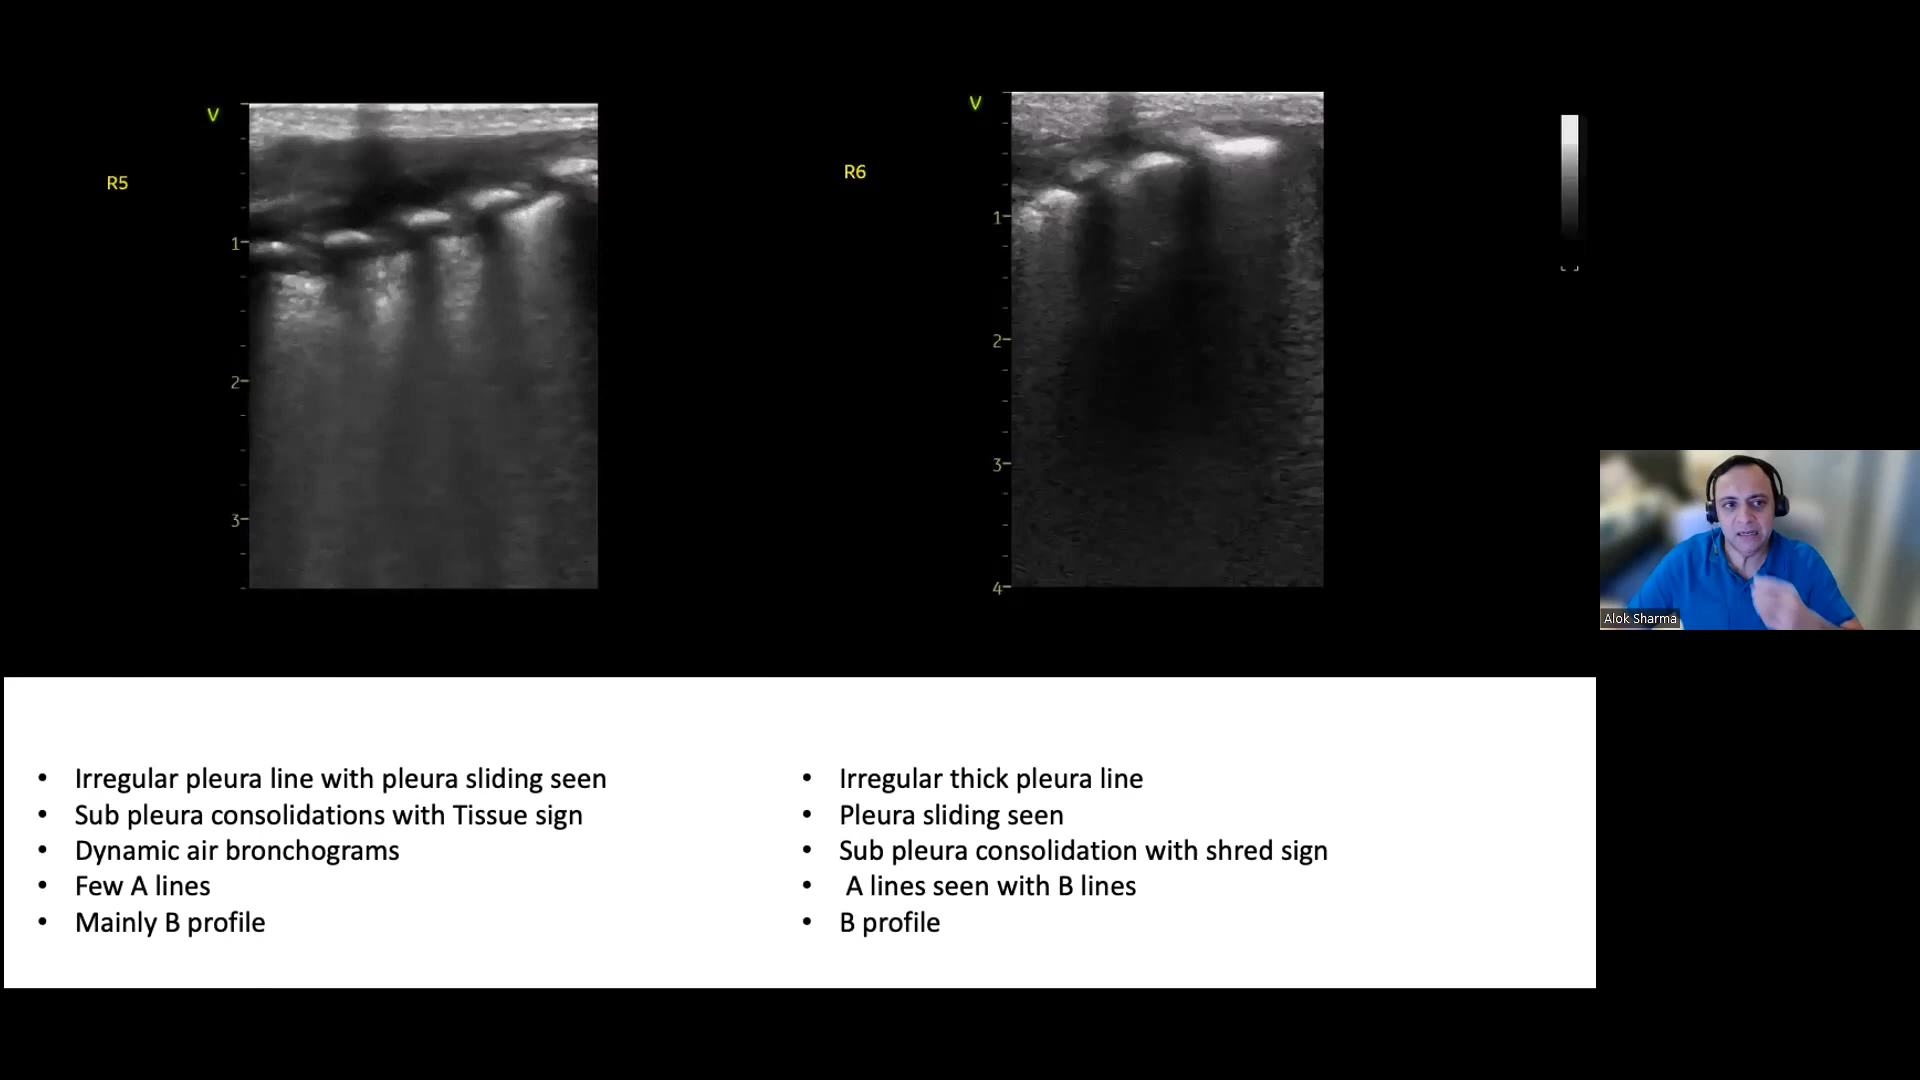 V
R5
1
2
3
V
R6
1
2
3
4
Alok Sharma
• Irregular pleura line with pleura sliding seen
• Sub pleura consolidations with Tissue sign
• Dynamic air bronchograms
• Few A lines
• Mainly B profile
• Irregular thick pleura line
• Pleura sliding seen
• Sub pleura consolidation with shred sign
• A lines seen with B lines
• B profile